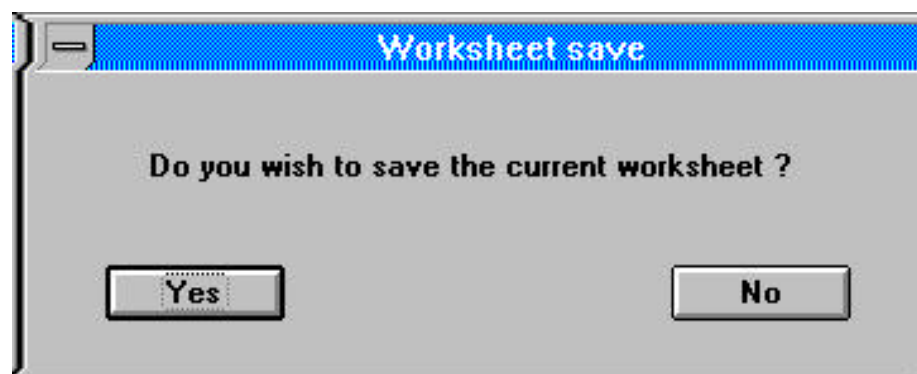 Worksheet save
Do you wish to save the current worksheet ?
Yes
No